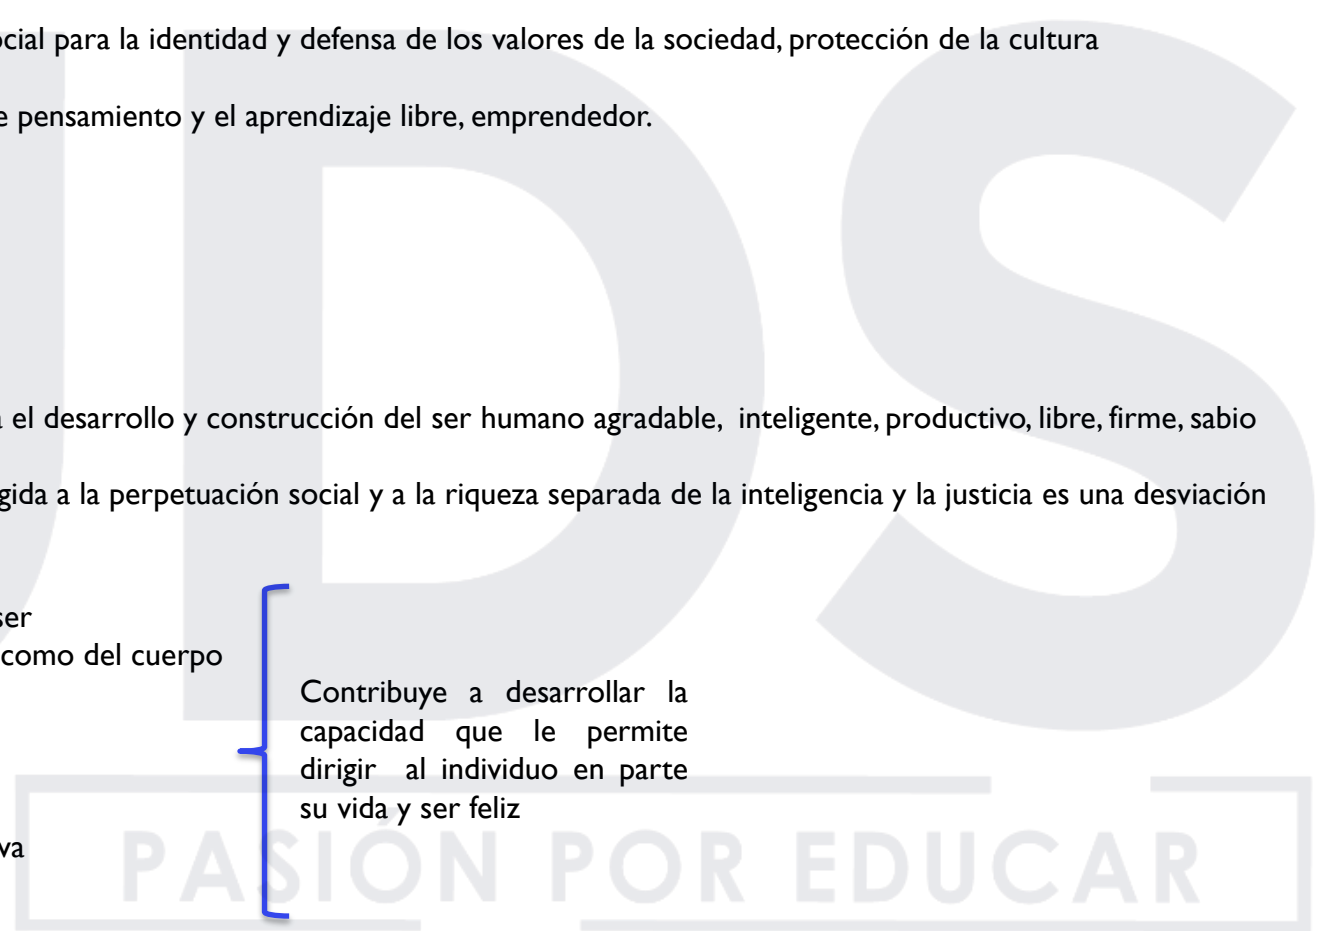 ocial para la identidad y defensa de los valores de la sociedad, protección de la cultura
e pensamiento y el aprendizaje libre, emprendedor.
a el desarrollo y construcción del ser humano agradable, inteligente, productivo, libre, firme, sabio
gida a la perpetuación social y a la riqueza separada de la inteligencia y la justicia es una desviación
ser
como del cuerpo
Contribuye a desarrollar la
capacidad que le permite
dirigir al individuo en parte
su vida y ser feliz
va
UDS
PASIÓN POR EDUCAR